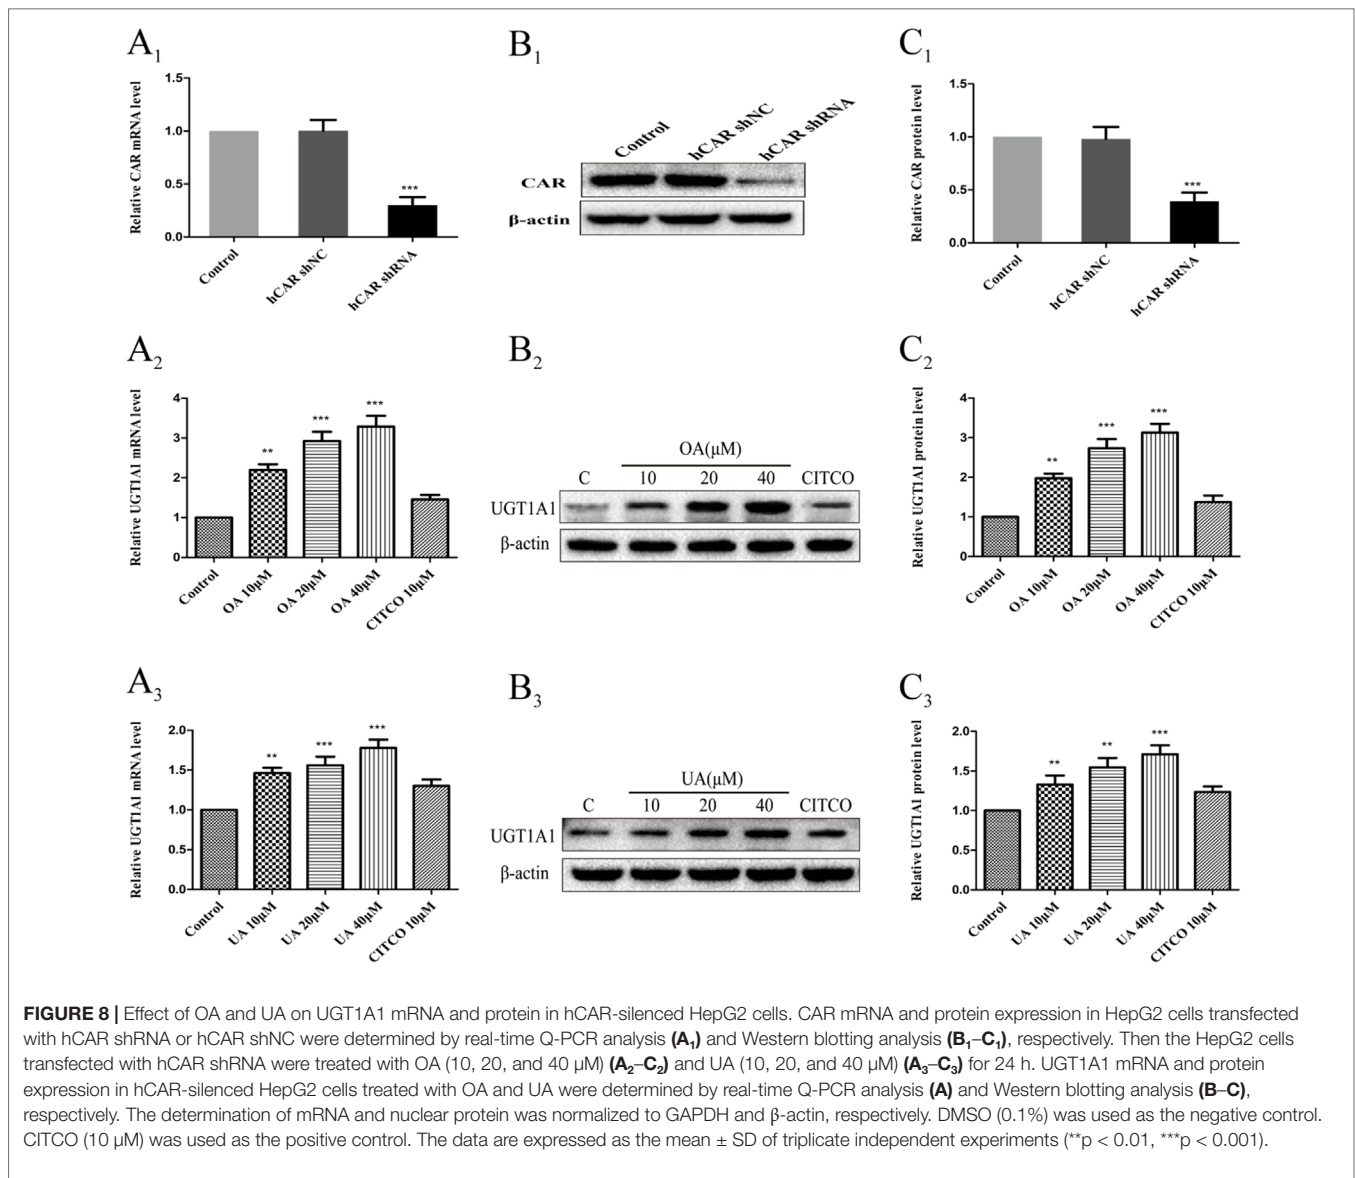 A1
Relative CAR mRNA level
1.5
1.0
0.5
0.0
***
Control
hCAR shNC
hCAR shRNA
B1
Control
hCAR shNC
hCAR shRNA
CAR
β-actin
C1
Relative CAR protein level
1.5
1.0
0.5
0.0
***
Control
hCAR shNC
hCAR shRNA
A2
Relative UGT1A1 mRNA level
4
3
2
1
0
**
***
***
Control
OA 10μM
OA 20μM
OA 40μM
CITCO 10μM
B2
OA(μM)
C 10 20 40 CITCO
UGT1A1
β-actin
C2
Relative UGT1A1 protein level
4
3
2
1
0
**
***
***
Control
OA 10μM
OA 20μM
OA 40μM
CITCO 10μM
A3
Relative UGT1A1 mRNA level
2.0
1.5
1.0
0.5
0.0
**
***
***
Control
UA 10μM
UA 20μM
UA 40μM
CITCO 10μM
B3
UA(μM)
C 10 20 40 CITCO
UGT1A1
β-actin
C3
Relative UGT1A1 protein level
2.0
1.5
1.0
0.5
0.0
**
**
***
Control
UA 10μM
UA 20μM
UA 40μM
CITCO 10μM
FIGURE 8 | Effect of OA and UA on UGT1A1 mRNA and protein in hCAR-silenced HepG2 cells. CAR mRNA and protein expression in HepG2 cells transfected
with hCAR shRNA or hCAR shNC were determined by real-time Q-PCR analysis (A1) and Western blotting analysis (B1–C1), respectively. Then the HepG2 cells
transfected with hCAR shRNA were treated with OA (10, 20, and 40 μM) (A2–C2) and UA (10, 20, and 40 μM) (A3–C3) for 24 h. UGT1A1 mRNA and protein
expression in hCAR-silenced HepG2 cells treated with OA and UA were determined by real-time Q-PCR analysis (A) and Western blotting analysis (B–C),
respectively. The determination of mRNA and nuclear protein was normalized to GAPDH and β-actin, respectively. DMSO (0.1%) was used as the negative control.
CITCO (10 μM) was used as the positive control. The data are expressed as the mean ± SD of triplicate independent experiments (**p < 0.01, ***p < 0.001).